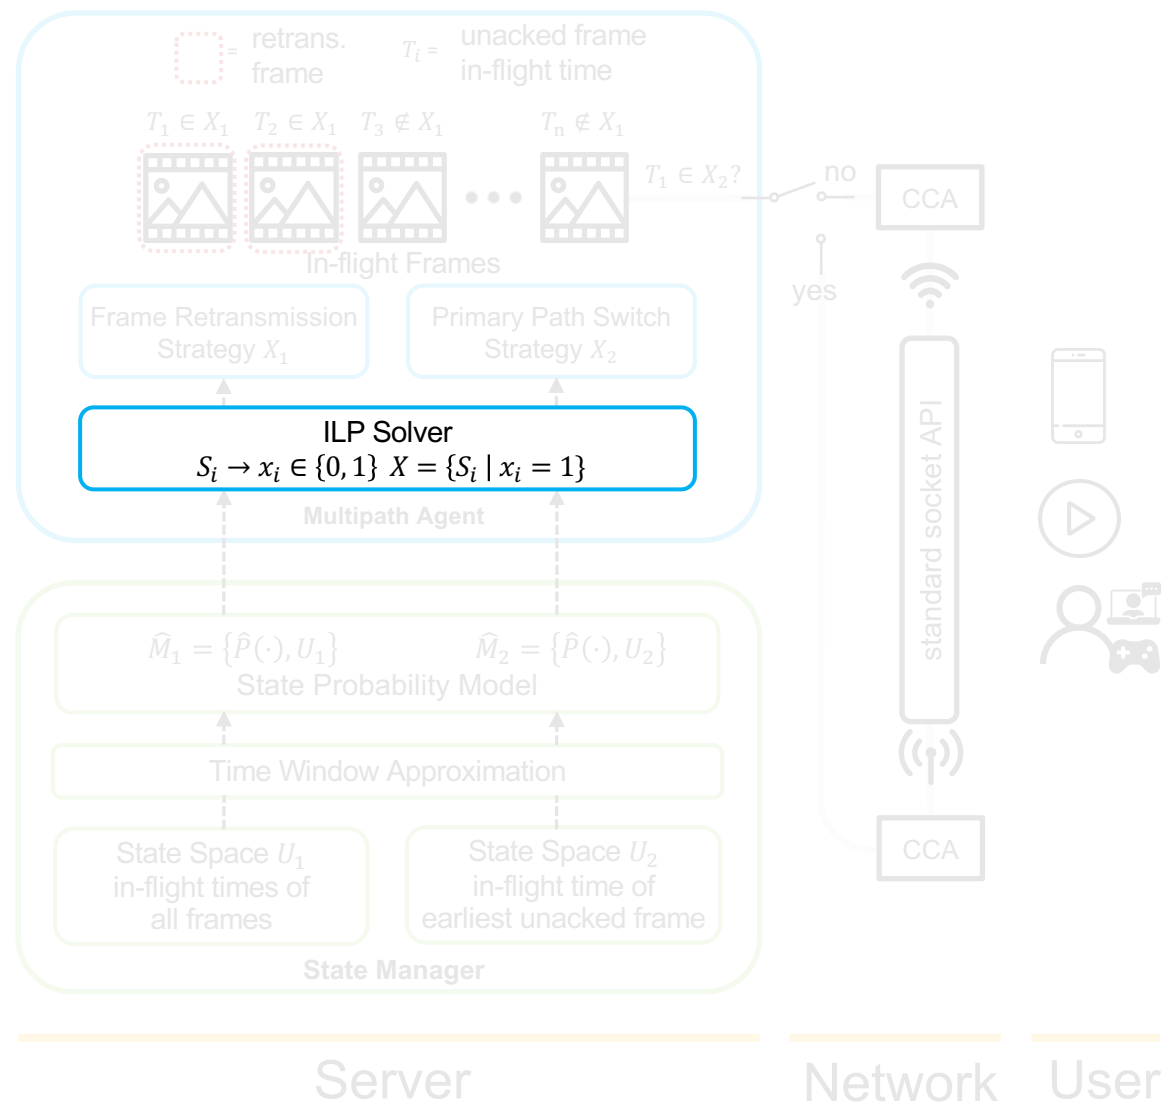 retrans.
frame
=
T_i =
unacked frame
in-flight time
T_1 ∈ X_1
T_2 ∈ X_1
T_3 ∉ X_1
T_n ∉ X_1
T_1 ∈ X_2?
no
yes
CCA
In-flight Frames
Frame Retransmission
Strategy X_1
Primary Path Switch
Strategy X_2
ILP Solver
S_i → x_i ∈ {0, 1} X = {S_i | x_i = 1}
Multipath Agent
standard socket API
M̂_1 = {P̂(·), U_1}
M̂_2 = {P̂(·), U_2}
State Probability Model
Time Window Approximation
State Space U_1
in-flight times of
all frames
State Space U_2
in-flight time of
earliest unacked frame
CCA
State Manager
Server
Network
User